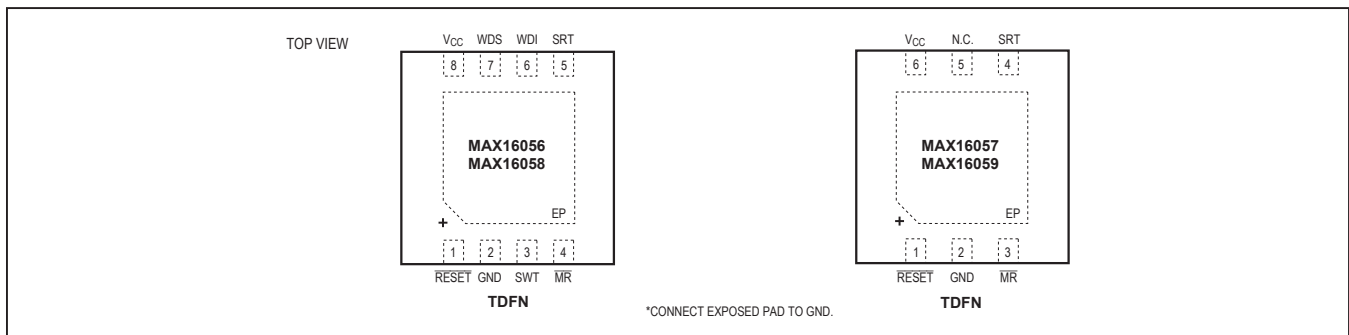 TOP VIEW
VCC WDS WDI SRT
8 7 6 5
MAX16056
MAX16058
EP
+
1 2 3 4
RESET GND SWT MR
TDFN
VCC N.C. SRT
6 5 4
MAX16057
MAX16059
EP
+
1 2 3
RESET GND MR
TDFN
*CONNECT EXPOSED PAD TO GND.